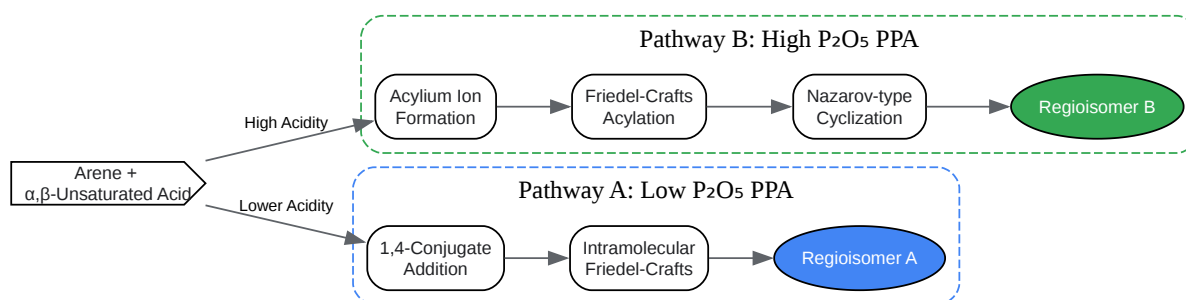 Pathway B: High P₂O₅ PPA
Acylium Ion
Formation
Friedel-Crafts
Acylation
Nazarov-type
Cyclization
Regioisomer B
High Acidity
Arene +
α,β-Unsaturated Acid
Lower Acidity
Pathway A: Low P₂O₅ PPA
1,4-Conjugate
Addition
Intramolecular
Friedel-Crafts
Regioisomer A